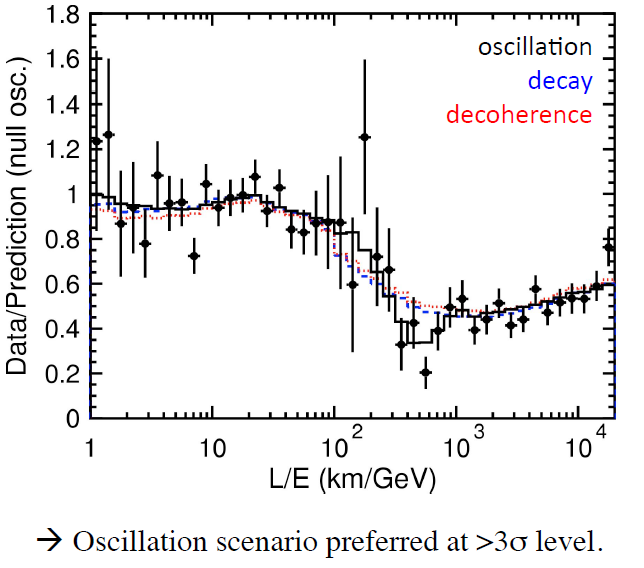 1.8
1.6
1.4
1.2
1
0.8
0.6
0.4
0.2
0
Data/Prediction (null osc.)
oscillation
decay
decoherence
1 10 10² 10³ 10⁴
L/E (km/GeV)
→ Oscillation scenario preferred at >3σ level.